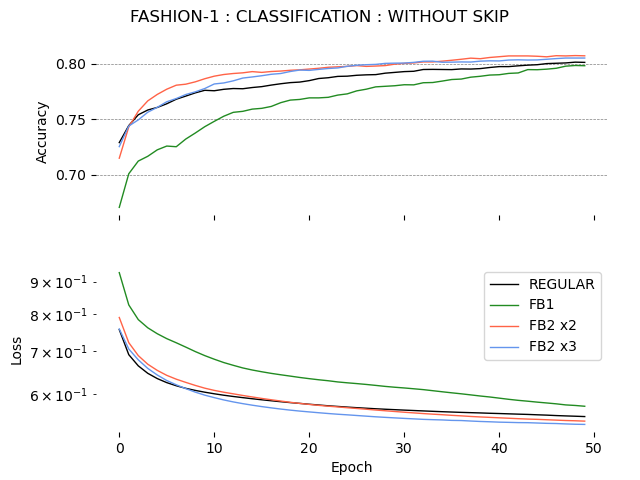 FASHION-1 : CLASSIFICATION : WITHOUT SKIP
0.80
0.75
0.70
Accuracy
9 × 10⁻¹
8 × 10⁻¹
7 × 10⁻¹
6 × 10⁻¹
Loss
REGULAR
FB1
FB2 x2
FB2 x3
0 10 20 30 40 50
Epoch